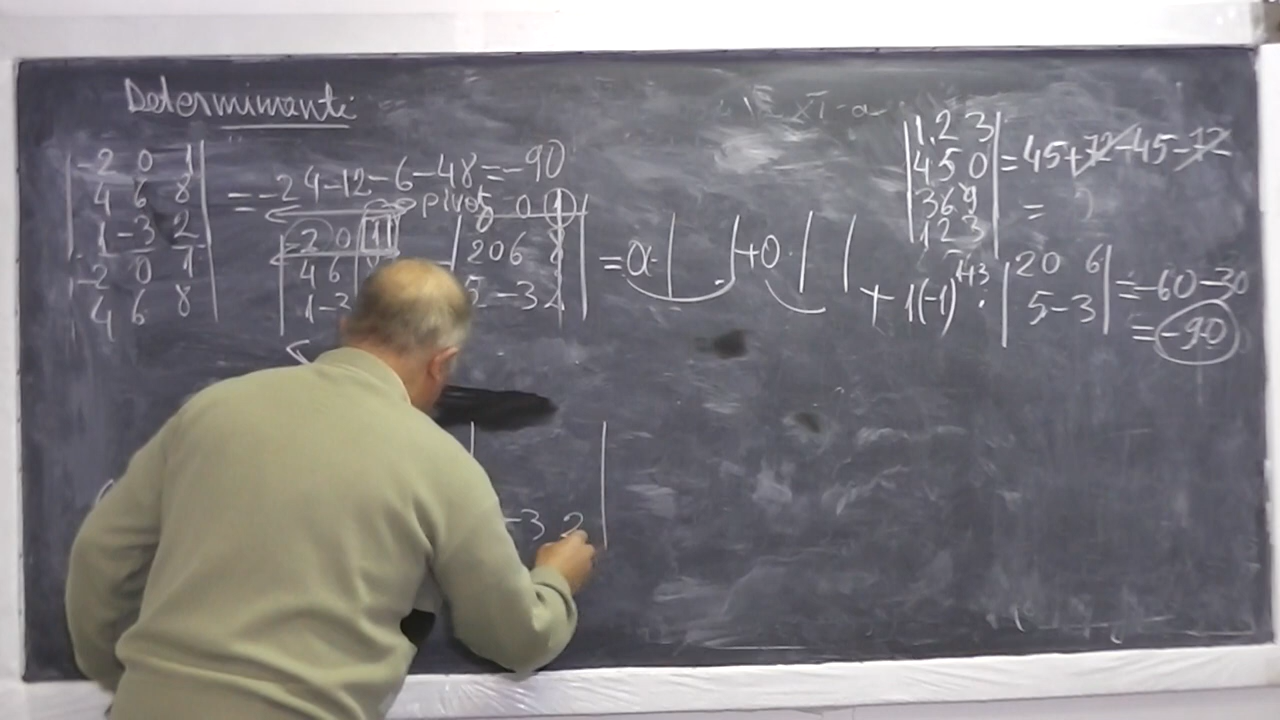 Determinanti
XI-a
|-2 0 1|
|4 6 8|
|1 -3 2|
-2 0 1
4 6 8
= -24-12-6-48=-90
pivot
|-2 0 1|
4 6
1 -3
0 0 1
20 6 8
5 -3 2
= 0·| | + 0·| | + 1(-1)^{1+3} · |20 6|
|5 -3| = -60-30
= -90
|1 2 3|
|4 5 0| = 45+72-45-72
|3 6 9| =
1 2 3
-3 2